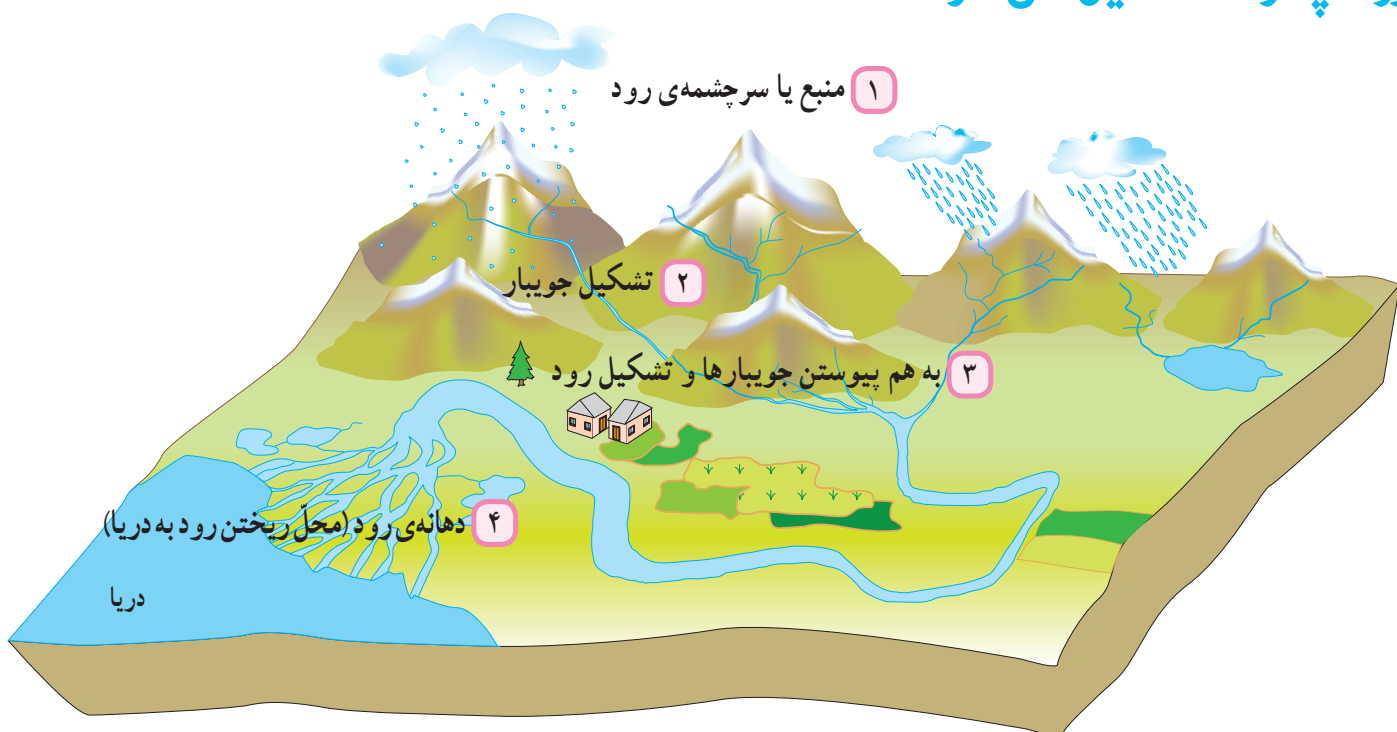 ۱ منبع یا سرچشمه‌ی رود
۲ تشکیل جویبار
۳ به هم پیوستن جویبارها و تشکیل رود
۴ دهانه‌ی رود (محلّ ریختن رود به دریا)
دریا